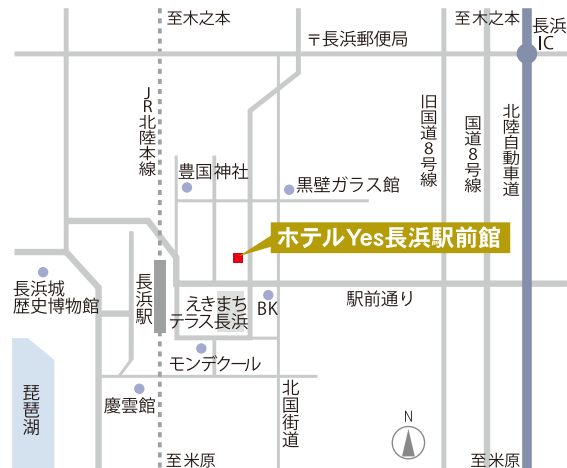 至木之本
至木之本
長浜
IC
〒長浜郵便局
JR北陸本線
旧国道8号線
国道8号線
北陸自動車道
豊国神社
黒壁ガラス館
ホテルYes長浜駅前館
長浜城
歴史博物館
長浜駅
えきまち
テラス長浜
BK
駅前通り
モンデクール
琵琶湖
慶雲館
北国街道
N
至米原
至米原